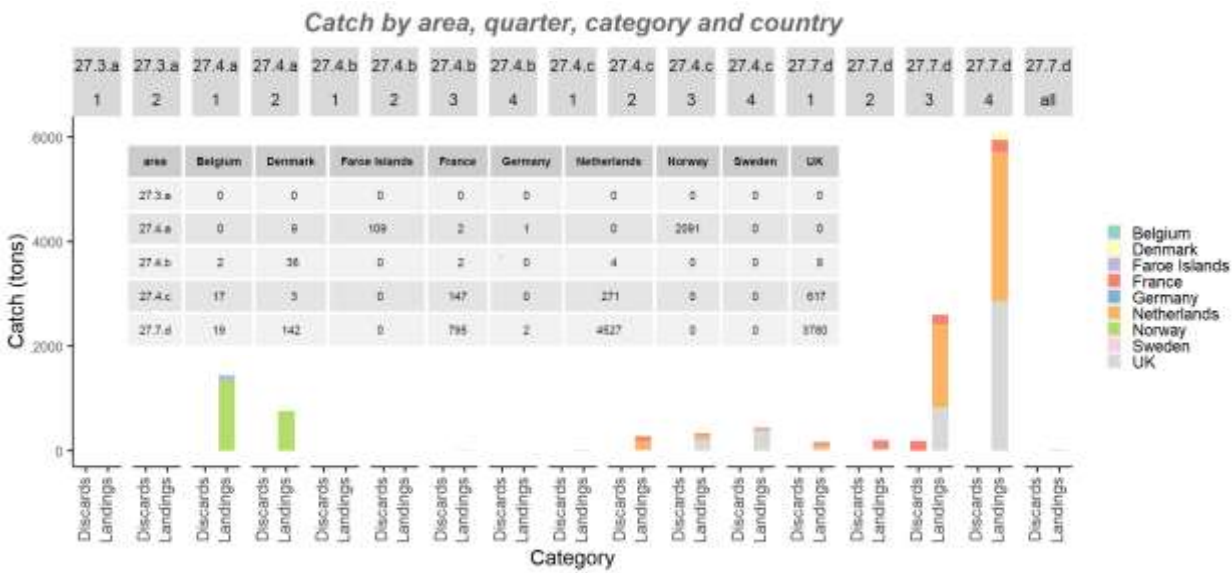 Catch by area, quarter, category and country
27.3.a 27.3.a 27.4.a 27.4.a 27.4.b 27.4.b 27.4.b 27.4.b 27.4.c 27.4.c 27.4.c 27.4.c 27.7.d 27.7.d 27.7.d 27.7.d 27.7.d
1 2 1 2 1 2 3 4 1 2 3 4 1 2 3 4 all
6000
4000
2000
0
Catch (tons)
area Belgium Denmark Faroe Islands France Germany Netherlands Norway Sweden UK
27.3.a 0 0 0 0 0 0 0 0 0
27.4.a 0 9 109 2 1 0 2091 0 0
27.4.b 2 36 0 2 0 4 0 0
27.4.c 17 3 0 147 0 271 0 0 617
27.7.d 19 142 0 2 4527 0 0
Belgium
Denmark
Faroe Islands
France
Germany
Netherlands
Norway
Sweden
UK
Discards Landings Discards Landings Discards Landings Discards Landings Discards Landings Discards Landings Discards Landings Discards Landings Discards Landings Discards Landings Discards Landings Discards Landings Discards Landings Discards Landings Discards Landings Discards Landings Discards Landings
Category